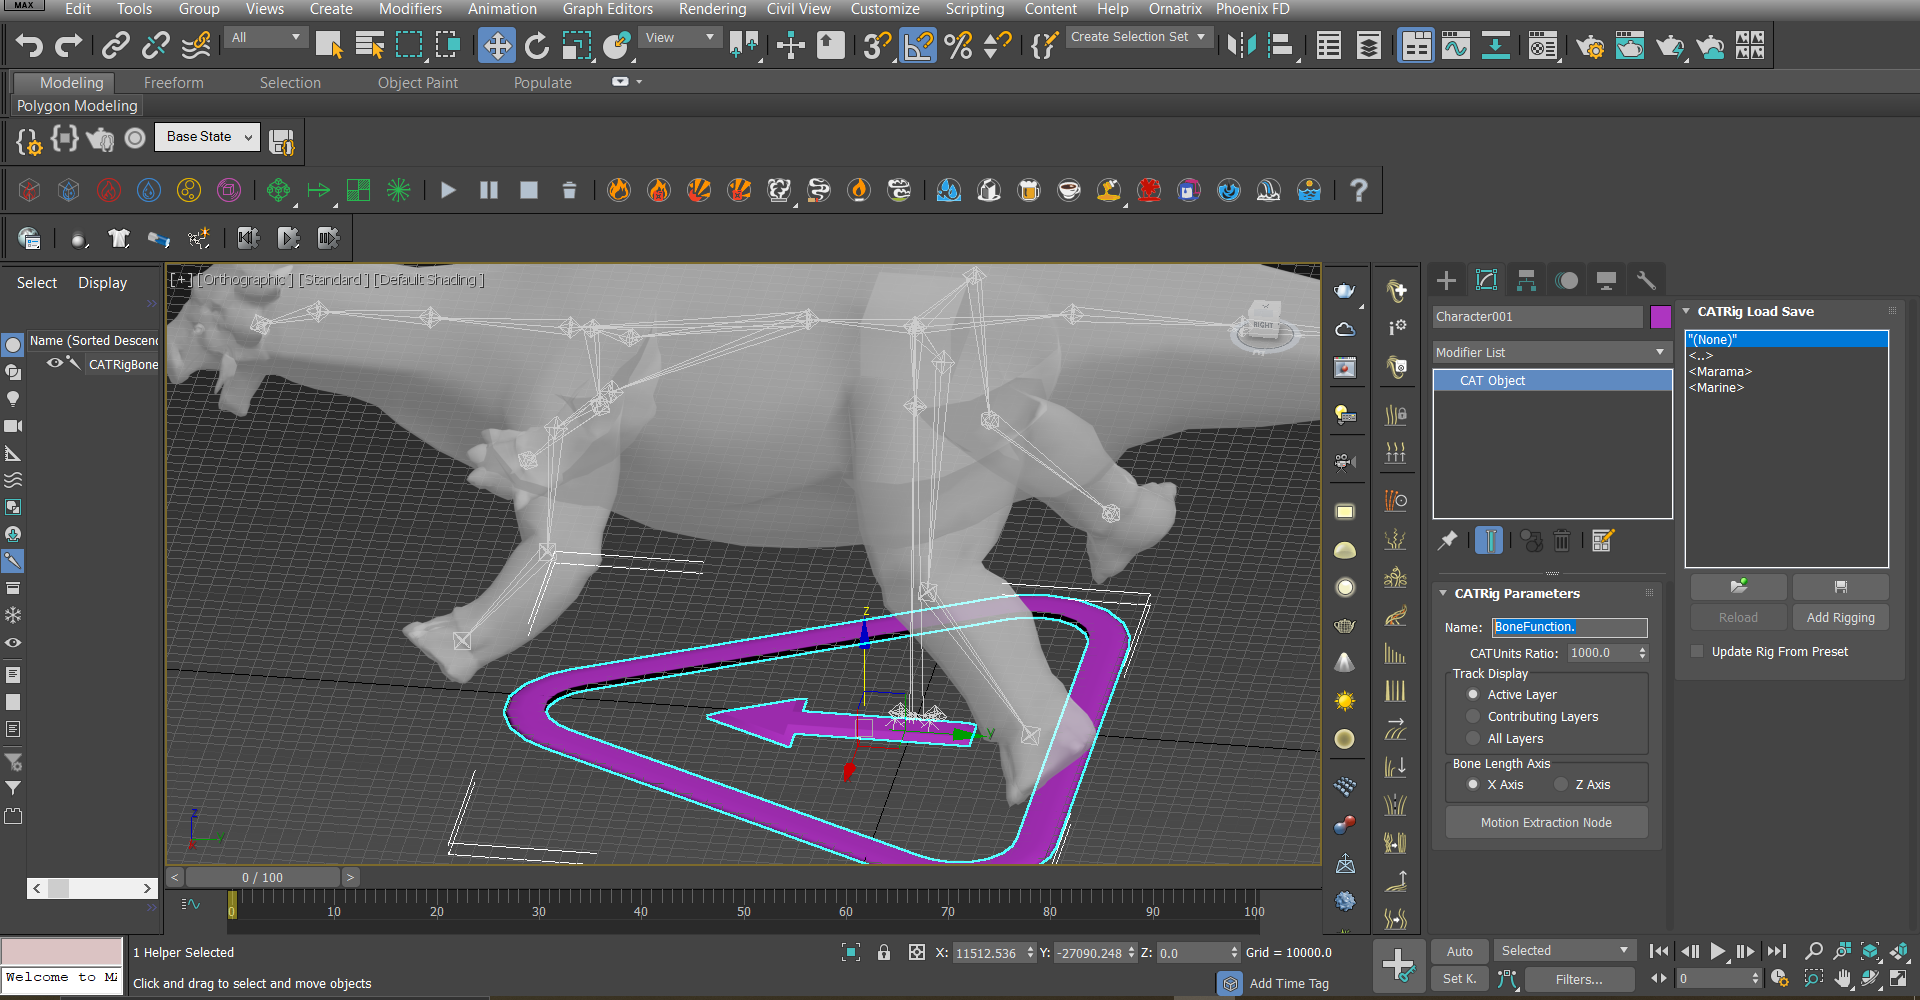 MAX
Edit Tools Group Views Create Modifiers Animation Graph Editors Rendering Civil View Customize Scripting Content Help Ornatrix Phoenix FD
All
View
3
Create Selection Set
Modeling Freeform Selection Object Paint Populate
Polygon Modeling
Base State
?
Select Display
Name (Sorted Descend
CATRigBone
[+] [Orthographic] [Standard] [Default Shading]
RIGHT
z
y
z
y
x
Character001
Modifier List
CAT Object
CATRig Load Save
"(None)"
<..>
<Marama>
<Marine>
Reload
Add Rigging
Update Rig From Preset
CATRig Parameters
Name: BoneFunction.
CATUnits Ratio: 1000.0
Track Display
Active Layer
Contributing Layers
All Layers
Bone Length Axis
X Axis Z Axis
Motion Extraction Node
< 0 / 100 >
0 10 20 30 40 50 60 70 80 90 100
1 Helper Selected
X: 11512.536 Y: -27090.248 Z: 0.0 Grid = 10000.0
Auto Selected
Welcome to M
Click and drag to select and move objects
Add Time Tag
Set K. Filters...
0